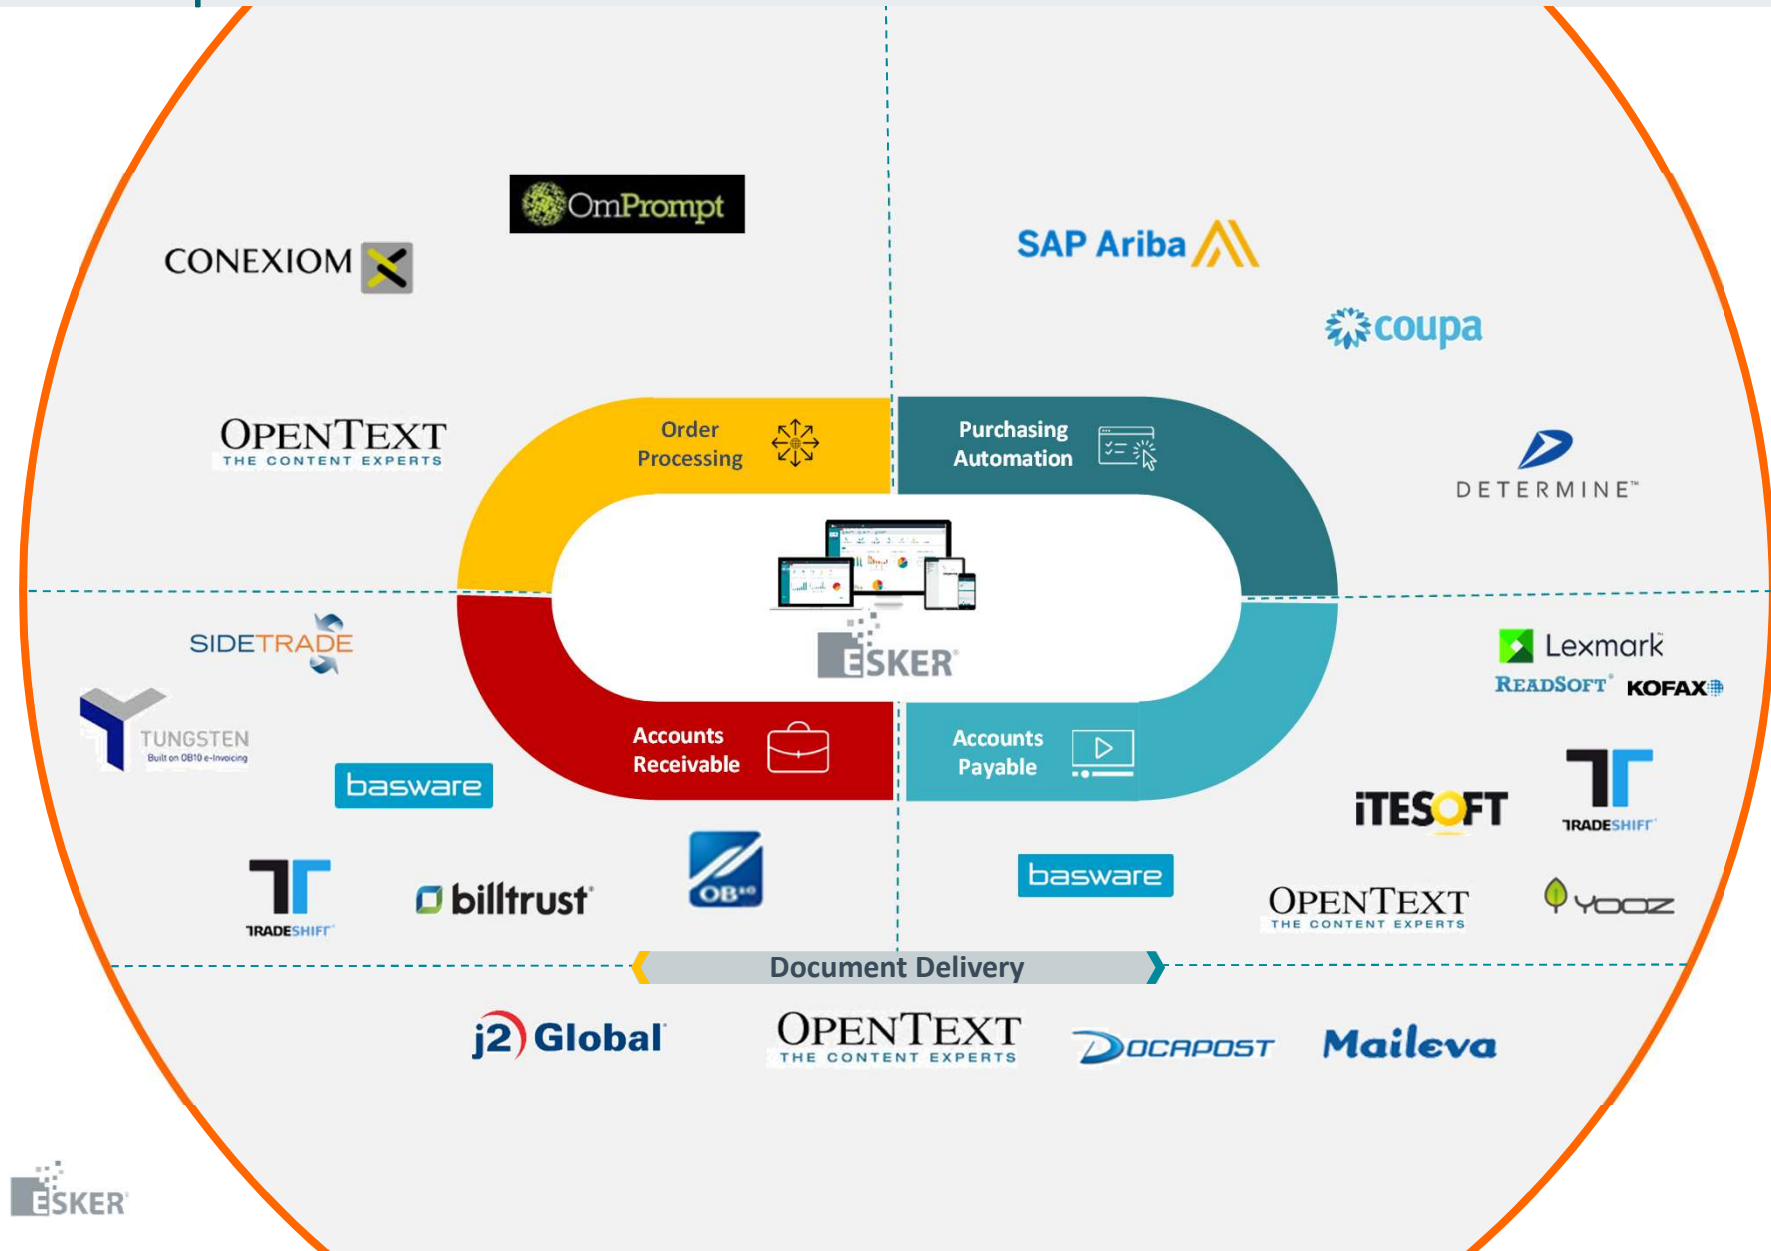 OmPrompt
CONEXIOM
SAP Ariba
coupa
OPENTEXT
THE CONTENT EXPERTS
Order
Processing
Purchasing
Automation
DETERMINE™
SIDETRADE
ESKER
Lexmark
READSOFT
KOFAX
TUNGSTEN
Built on OB10 e-Invoicing
Accounts
Receivable
Accounts
Payable
basware
iTESOFT
TRADESHIFT
TRADESHIFT
billtrust
OB10
basware
OPENTEXT
THE CONTENT EXPERTS
YOOZ
Document Delivery
j2 Global
OPENTEXT
THE CONTENT EXPERTS
DOCAPOST
Maileva
ESKER